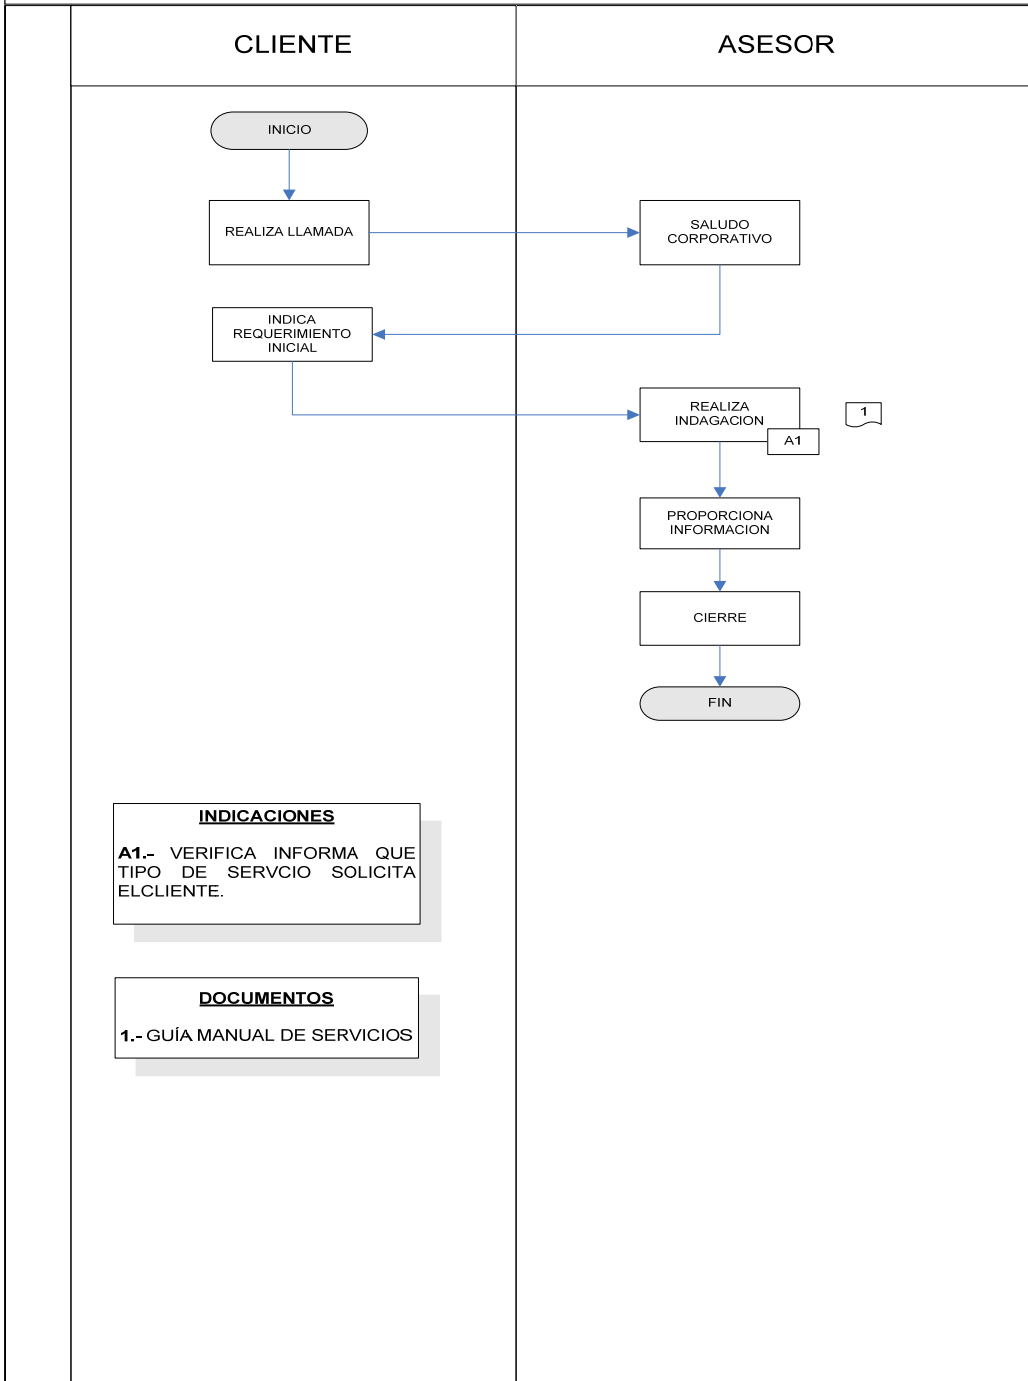 CLIENTE
ASESOR
INICIO
REALIZA LLAMADA
SALUDO
CORPORATIVO
INDICA
REQUERIMIENTO
INICIAL
REALIZA
INDAGACION
A1
1
PROPORCIONA
INFORMACION
CIERRE
FIN
INDICACIONES
A1.- VERIFICA INFORMA QUE
TIPO DE SERVCIO SOLICITA
ELCLIENTE.
DOCUMENTOS
1.- GUÍA MANUAL DE SERVICIOS